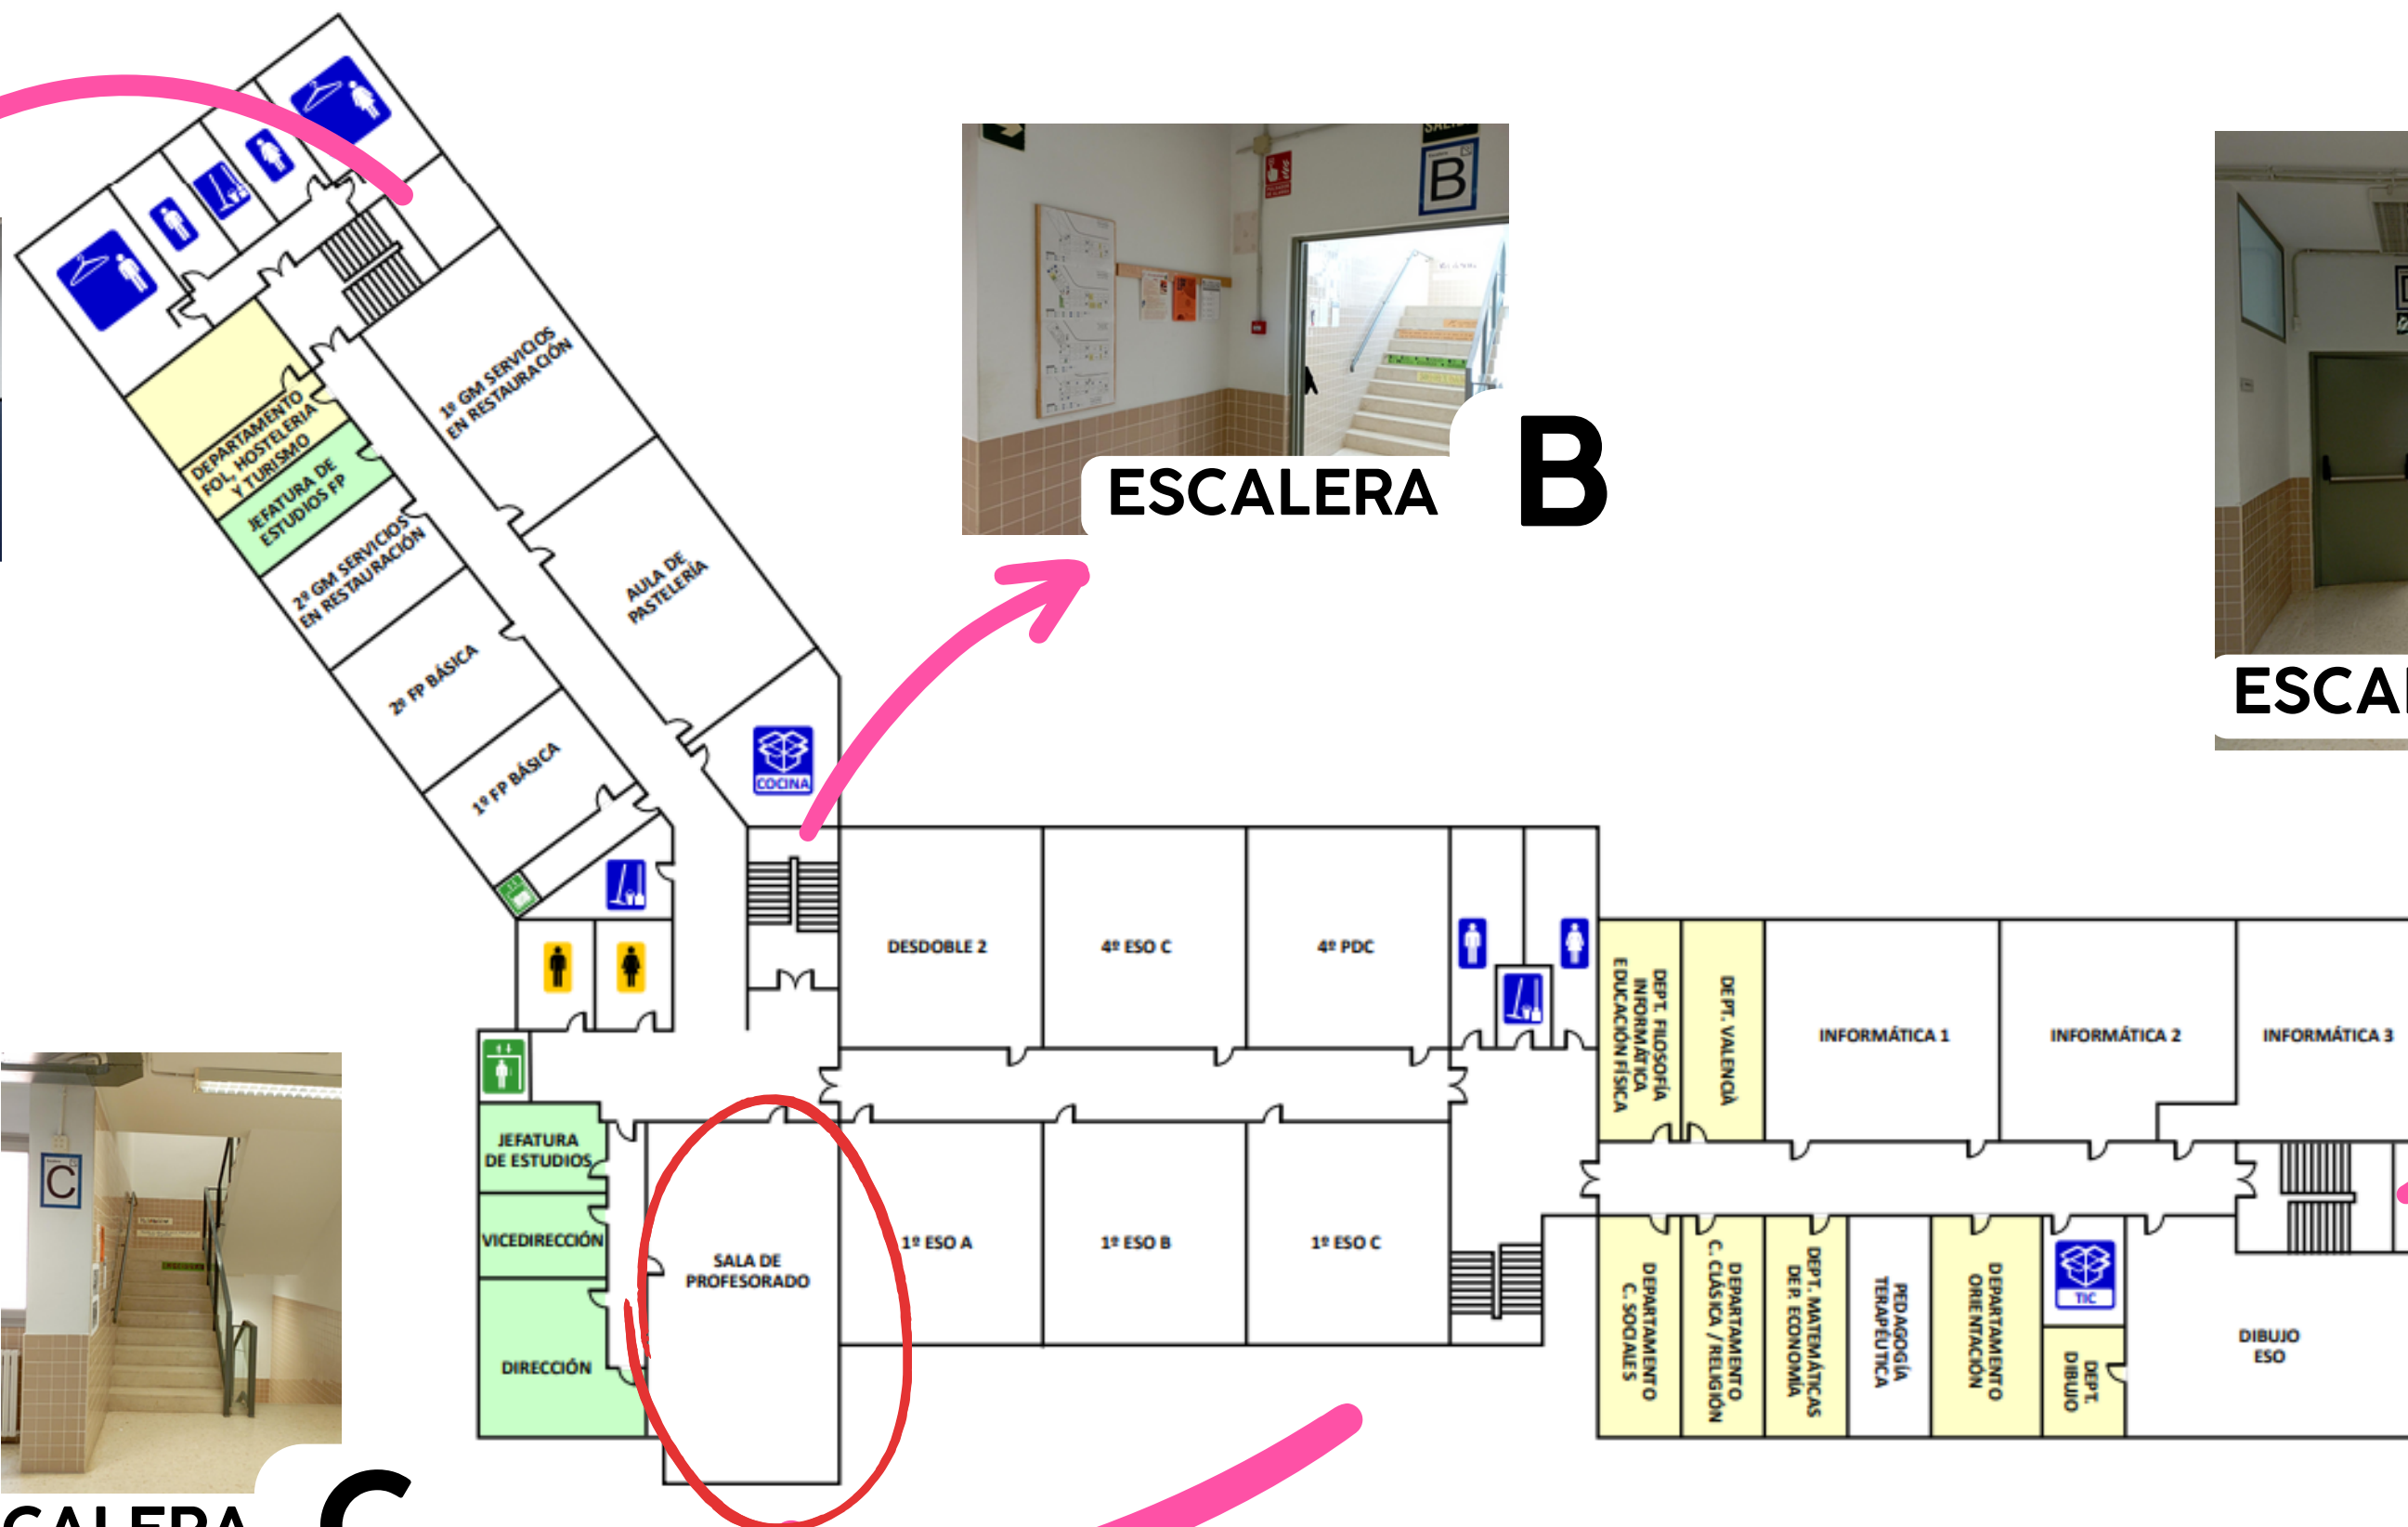 SALIDA
B
ESCALERA
B
1º GM SERVICIOS
EN RESTAURACIÓN
DEPARTAMENTO
FOL, HOSTELERIA
Y TURISMO
JEFATURA DE
ESTUDIOS FP
2º GM SERVICIOS
EN RESTAURACIÓN
AULA DE
PASTELERÍA
2º FP BÁSICA
1º FP BÁSICA
COCINA
ESCAL
DESDOBLE 2
4º ESO C
4º PDC
DEPT. FILOSOFÍA
INFORMÁTICA
EDUCACIÓN FÍSICA
DEPT. VALENCIÀ
INFORMÁTICA 1
INFORMÁTICA 2
INFORMÁTICA 3
JEFATURA
DE ESTUDIOS
VICEDIRECCIÓN
DIRECCIÓN
SALA DE
PROFESORADO
1º ESO A
1º ESO B
1º ESO C
DEPARTAMENTO
C. SOCIALES
DEPARTAMENTO
C. CLÁSICA / RELIGIÓN
DEPT. MATEMÁTICAS
DEP. ECONOMÍA
PEDAGOGÍA
TERAPÉUTICA
DEPARTAMENTO
ORIENTACIÓN
TIC
DEPT.
DIBUJO
DIBUJO
ESO
C
CALERA
C